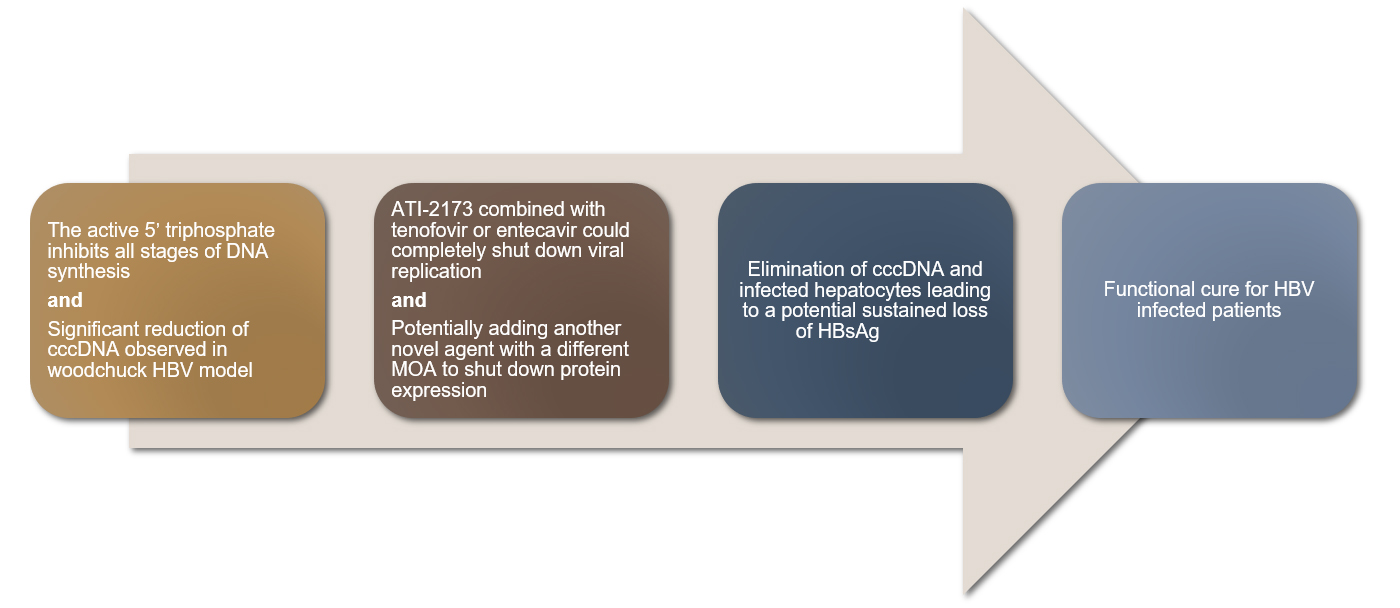 The active 5’ triphosphate
inhibits all stages of DNA
synthesis
and
Significant reduction of
cccDNA observed in
woodchuck HBV model
ATI-2173 combined with
tenofovir or entecavir could
completely shut down viral
replication
and
Potentially adding another
novel agent with a different
MOA to shut down protein
expression
Elimination of cccDNA and
infected hepatocytes leading
to a potential sustained loss
of HBsAg
Functional cure for HBV
infected patients